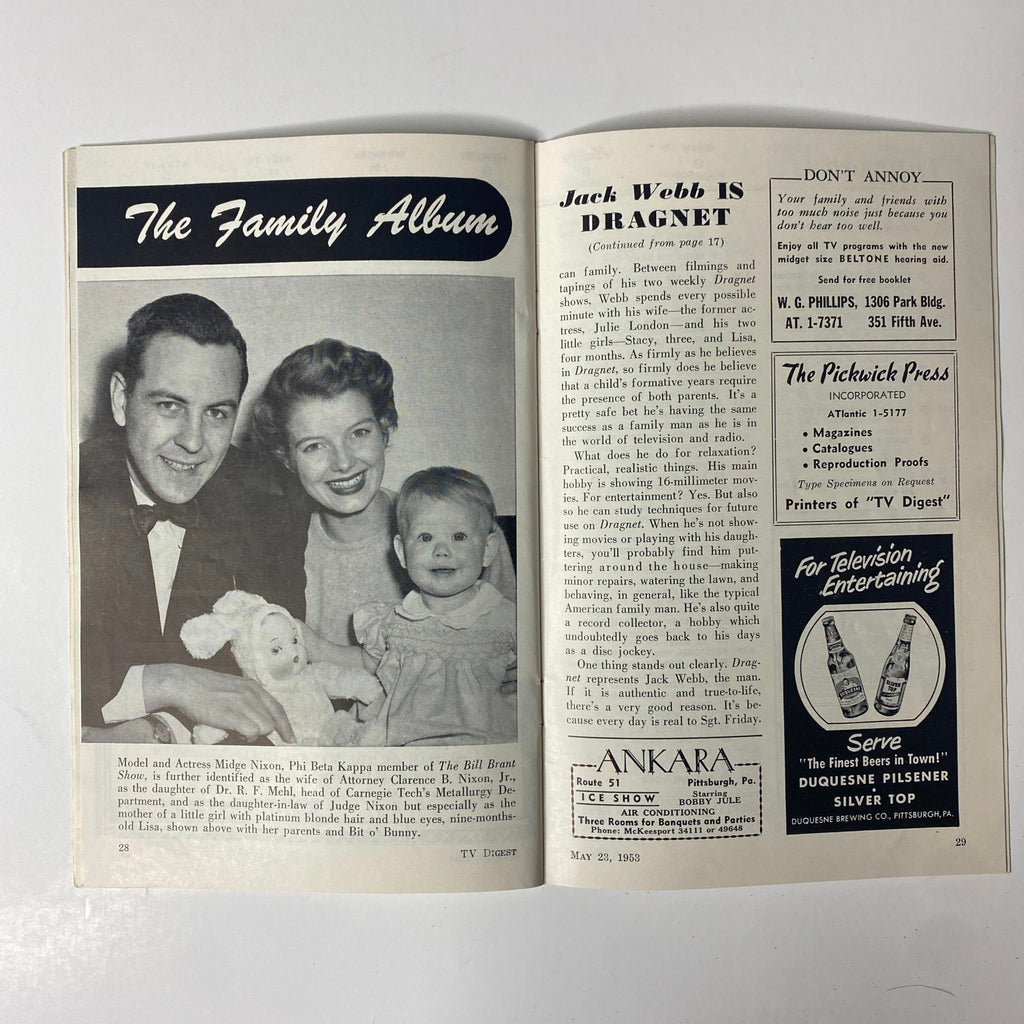 The Family Album
Model and Actress Midge Nixon, Phi Beta Kappa member of The Bill Brant
Show, is further identified as the wife of Attorney Clarence B. Nixon, Jr.,
as the daughter of Dr. R. F. Mehl, head of Carnegie Tech's Metallurgy De-
partment, and as the daughter-in-law of Judge Nixon but especially as the
mother of a little girl with platinum blonde hair and blue eyes, nine-months-
old Lisa, shown above with her parents and Bit o' Bunny.
28
TV Digest
Jack Webb IS
DRAGNET
(Continued from page 17)
can family. Between filmings and
tapings of his two weekly Dragnet
shows, Webb spends every possible
minute with his wife—the former ac-
tress, Julie London—and his two
little girls—Stacy, three, and Lisa,
four months. As firmly as he believes
in Dragnet, so firmly does he believe
that a child's formative years require
the presence of both parents. It's a
pretty safe bet he's having the same
success as a family man as he is in
the world of television and radio.
What does he do for relaxation?
Practical, realistic things. His main
hobby is showing 16-millimeter mov-
ies. For entertainment? Yes. But also
so he can study techniques for future
use on Dragnet. When he's not show-
ing movies or playing with his daugh-
ters, you'll probably find him put-
tering around the house—making
minor repairs, watering the lawn, and
behaving, in general, like the typical
American family man. He's also quite
a record collector, a hobby which
undoubtedly goes back to his days
as a disc jockey.
One thing stands out clearly. Drag-
net represents Jack Webb, the man.
If it is authentic and true-to-life,
there's a very good reason. It's be-
cause every day is real to Sgt. Friday.
ANKARA
Route 51 Pittsburgh, Pa.
ICE SHOW Starring
BOBBY JULE
AIR CONDITIONING
Three Rooms for Banquets and Parties
Phone: McKeesport 34111 or 49648
May 23, 1953
DON'T ANNOY
Your family and friends with
too much noise just because you
don't hear too well.
Enjoy all TV programs with the new
midget size BELTONE hearing aid.
Send for free booklet
W. G. PHILLIPS, 1306 Park Bldg.
AT. 1-7371 351 Fifth Ave.
The Pickwick Press
INCORPORATED
ATlantic 1-5177
• Magazines
• Catalogues
• Reproduction Proofs
Type Specimens on Request
Printers of "TV Digest"
For Television
Entertaining
SILVER TOP
Serve
"The Finest Beers in Town!"
DUQUESNE PILSENER
•
SILVER TOP
DUQUESNE BREWING CO., PITTSBURGH, PA.
29